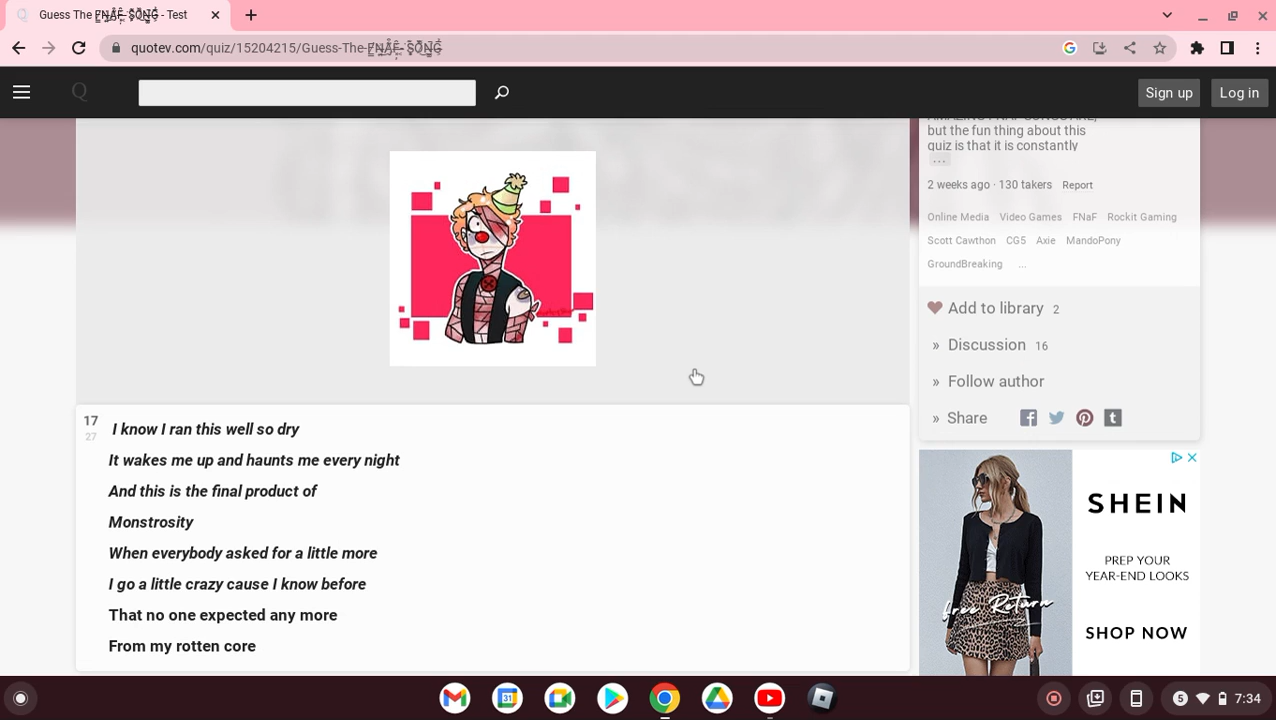 Guess The F̷N̷A̷F̷ S̷O̷N̷G̷ - Test
quotev.com/quiz/15204215/Guess-The-F̷N̷A̷F̷-S̷O̷N̷G̷
Q
Sign up
Log in
but the fun thing about this
quiz is that it is constantly
...
2 weeks ago · 130 takers Report
Online Media Video Games FNaF Rockit Gaming
Scott Cawthon CG5 Axie MandoPony
GroundBreaking ...
Add to library 2
» Discussion 16
» Follow author
» Share
17
27
I know I ran this well so dry
It wakes me up and haunts me every night
And this is the final product of
Monstrosity
When everybody asked for a little more
I go a little crazy cause I know before
That no one expected any more
From my rotten core
SHEIN
PREP YOUR
YEAR-END LOOKS
free Return
SHOP NOW
31
5
7:34